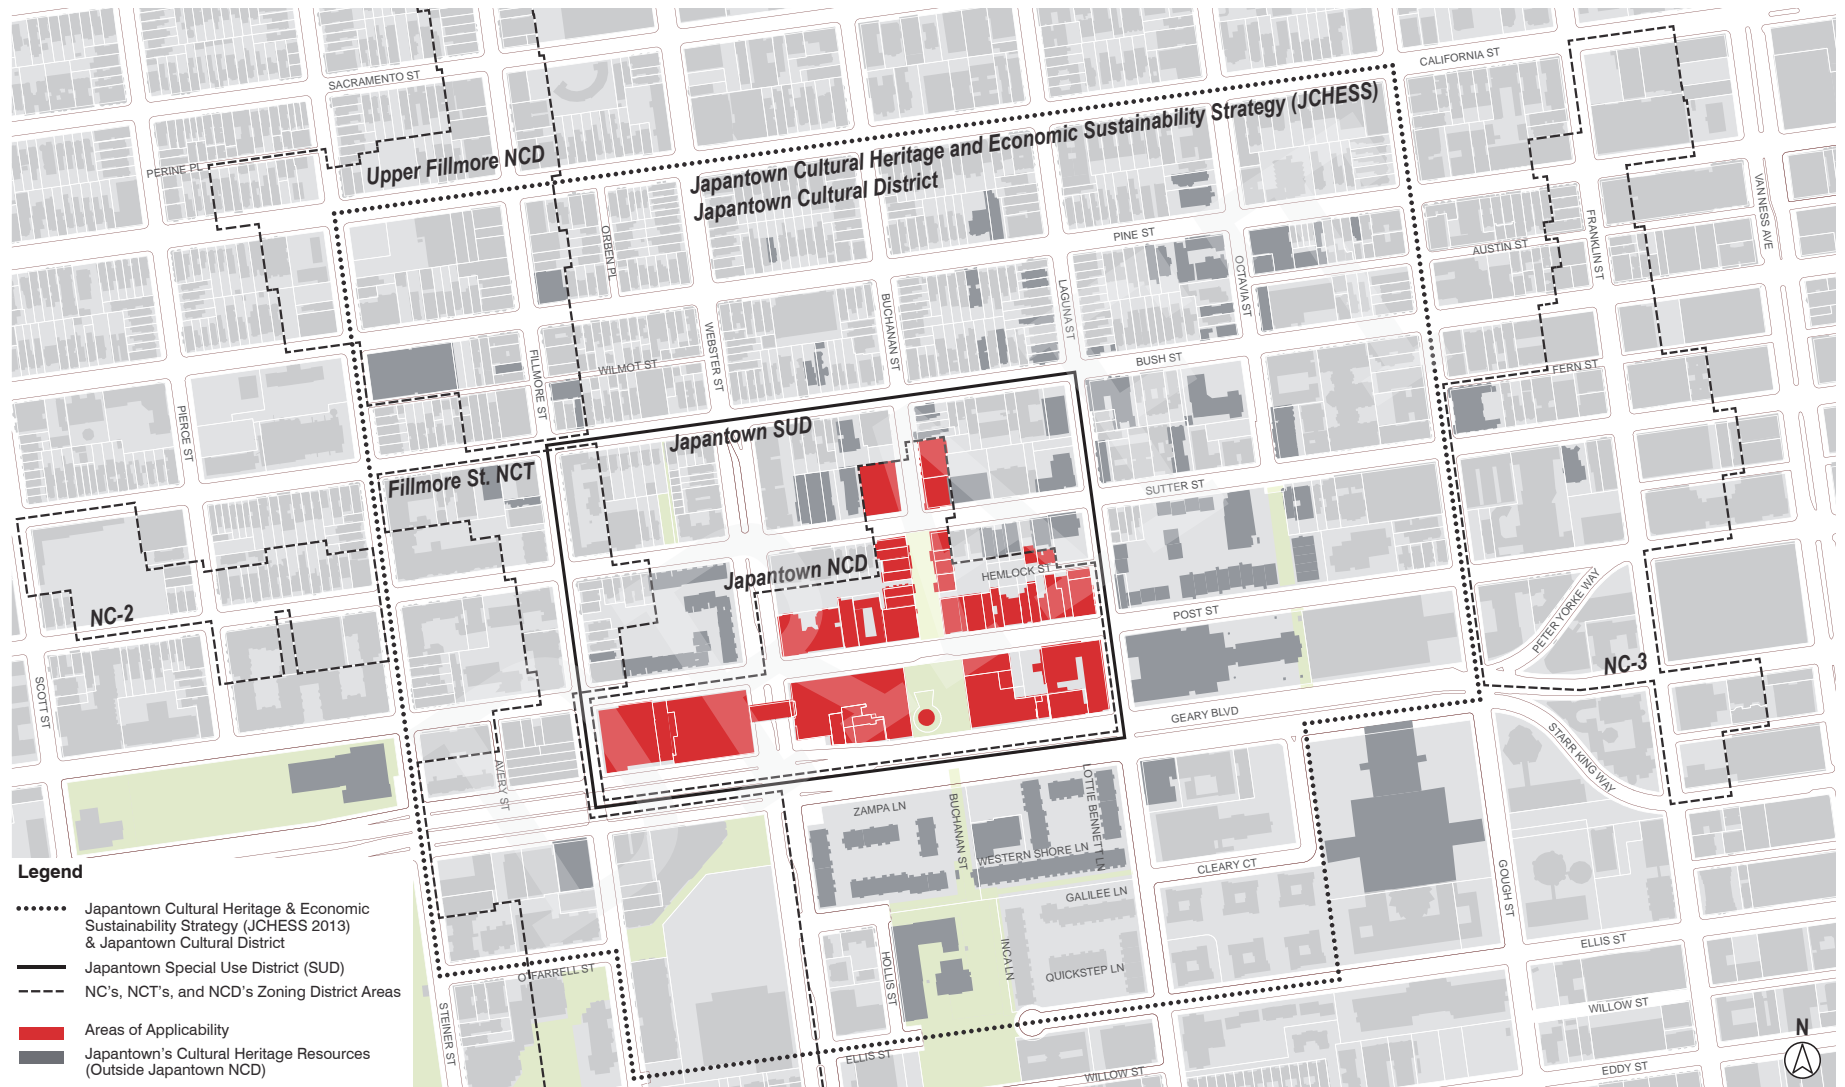 CALIFORNIA ST
SACRAMENTO ST
Japantown Cultural Heritage and Economic Sustainability Strategy (JCHESS)
Japantown Cultural District
Upper Fillmore NCD
PERINE PL
VAN NESS AVE
FRANKLIN ST
AUSTIN ST
PINE ST
ORBEN PL
OCTAVIA ST
LAGUNA ST
BUCHANAN ST
WEBSTER ST
FILLMORE ST
WILMOT ST
BUSH ST
FERN ST
PIERCE ST
Japantown SUD
Fillmore St. NCT
SUTTER ST
Japantown NCD
HEMLOCK ST
PETER YORKE WAY
NC-2
POST ST
NC-3
SCOTT ST
GEARY BLVD
STARR KING WAY
AVERY ST
ZAMPA LN
BUCHANAN ST
LOTTIE BENNETT LN
WESTERN SHORE LN
CLEARY CT
GALILEE LN
GOUGH ST
ELLIS ST
INCA LN
QUICKSTEP LN
HOLLIS ST
O'FARRELL ST
STEINER ST
WILLOW ST
ELLIS ST
WILLOW ST
EDDY ST
N
Legend
Japantown Cultural Heritage & Economic
Sustainability Strategy (JCHESS 2013)
& Japantown Cultural District
Japantown Special Use District (SUD)
NC's, NCT's, and NCD's Zoning District Areas
Areas of Applicability
Japantown's Cultural Heritage Resources
(Outside Japantown NCD)